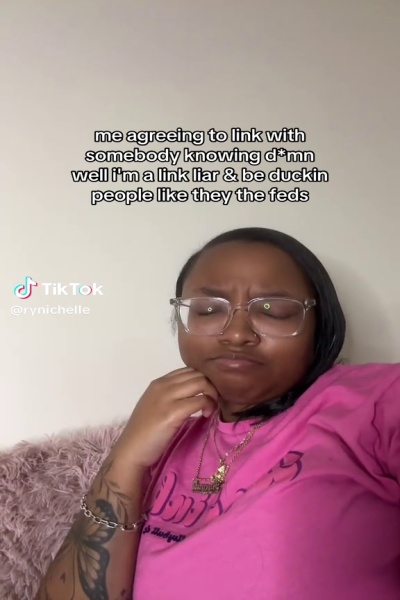 me agreeing to link with
somebody knowing d*mn
well i'm a link liar & be duckin
people like they the feds
TikTok
@rynichelle